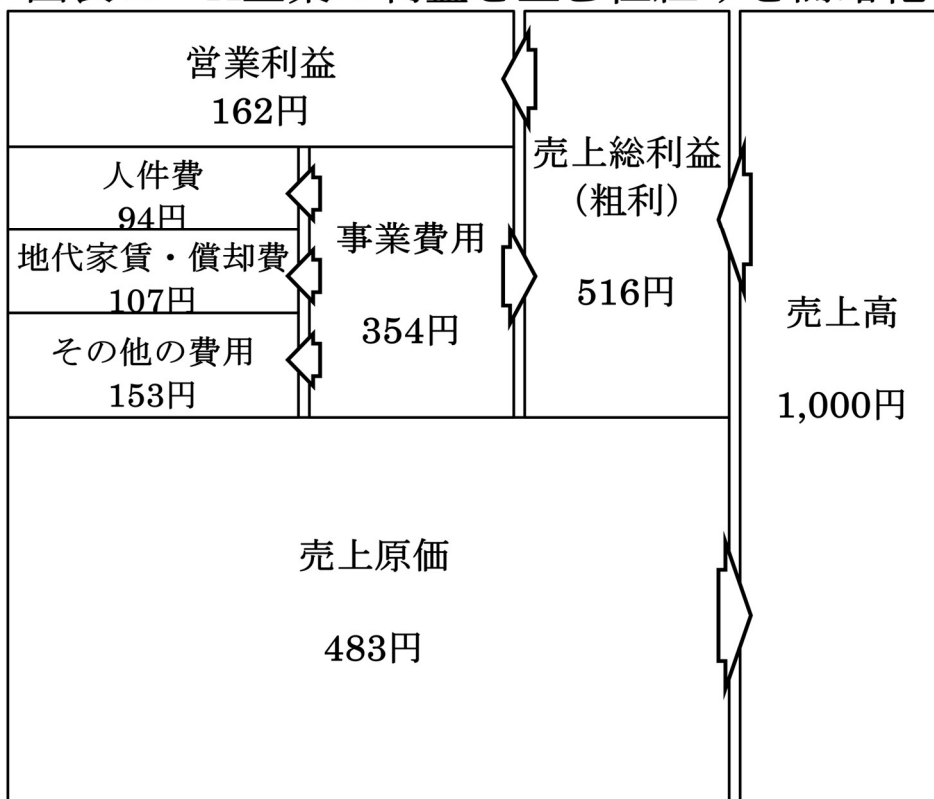 営業利益
162円
人件費
94円
地代家賃・償却費
107円
その他の費用
153円
事業費用
354円
売上総利益
（粗利）
516円
売上高
1,000円
売上原価
483円